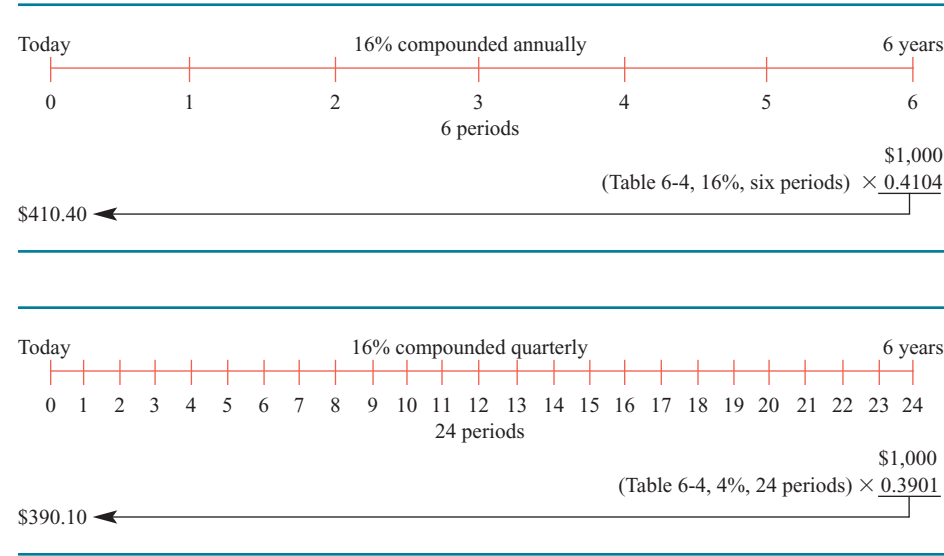 Today 16% compounded annually 6 years
0 1 2 3 4 5 6
6 periods
$1,000
(Table 6-4, 16%, six periods) × 0.4104
$410.40
Today 16% compounded quarterly 6 years
0 1 2 3 4 5 6 7 8 9 10 11 12 13 14 15 16 17 18 19 20 21 22 23 24
24 periods
$1,000
(Table 6-4, 4%, 24 periods) × 0.3901
$390.10